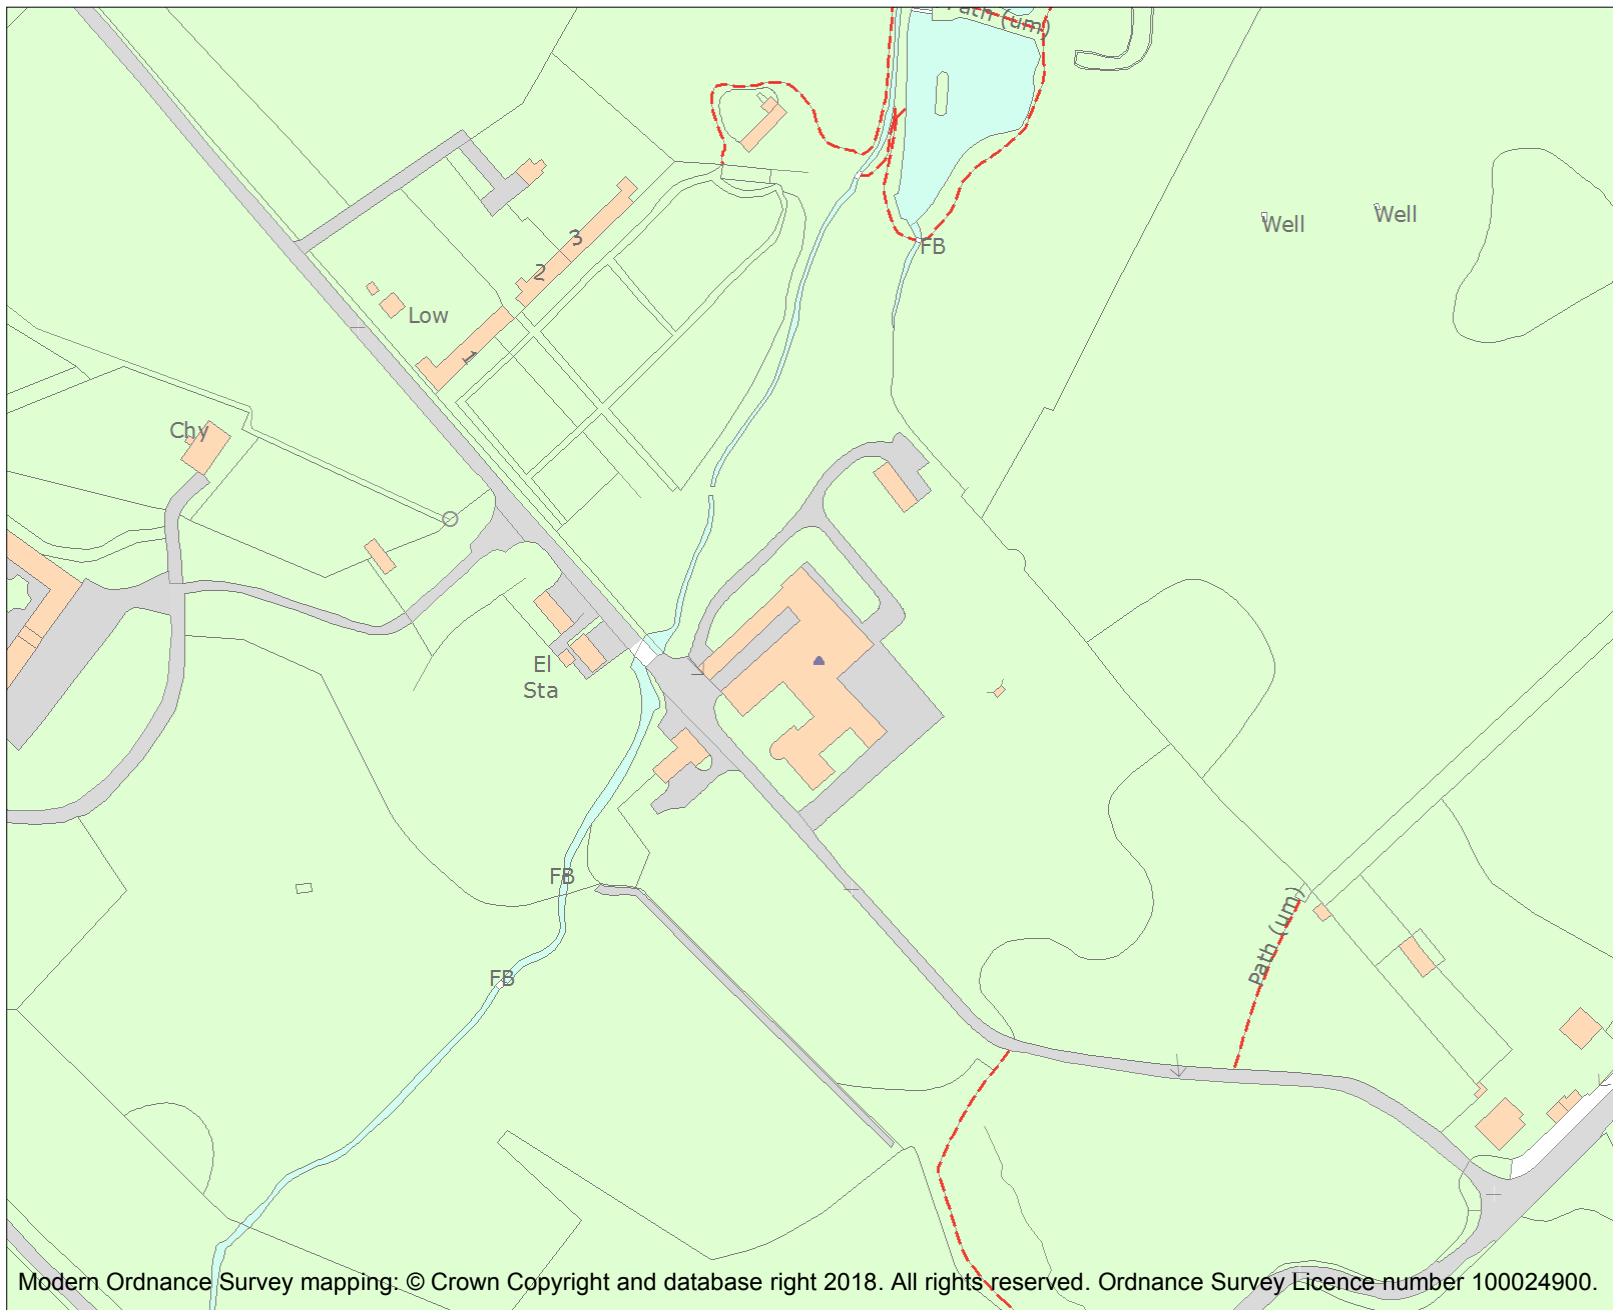 Path (um)
Well
Well
FB
3
2
Low
1
Chy
El
Sta
FB
Path (um)
FB
Modern Ordnance Survey mapping: © Crown Copyright and database right 2018. All rights reserved. Ordnance Survey Licence number 100024900.